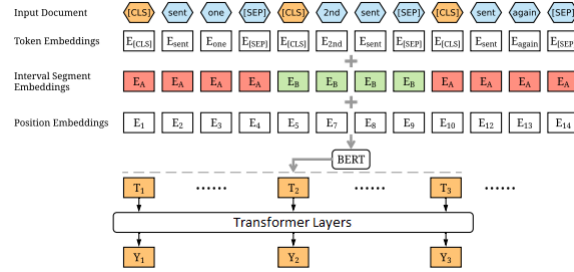 Input Document [CLS] sent one [SEP] [CLS] 2nd sent [SEP] [CLS] sent again [SEP]
Token Embeddings E[CLS] Esent Eone E[SEP] E[CLS] E2nd Esent E[SEP] E[CLS] Esent Eagain E[SEP]
+
Interval Segment
Embeddings EA EA EA EA EB EB EB EB EA EA EA EA
+
Position Embeddings E1 E2 E3 E4 E5 E7 E8 E9 E10 E12 E13 E14
BERT
T1 ...... T2 ...... T3 ......
Transformer Layers
Y1 Y2 Y3